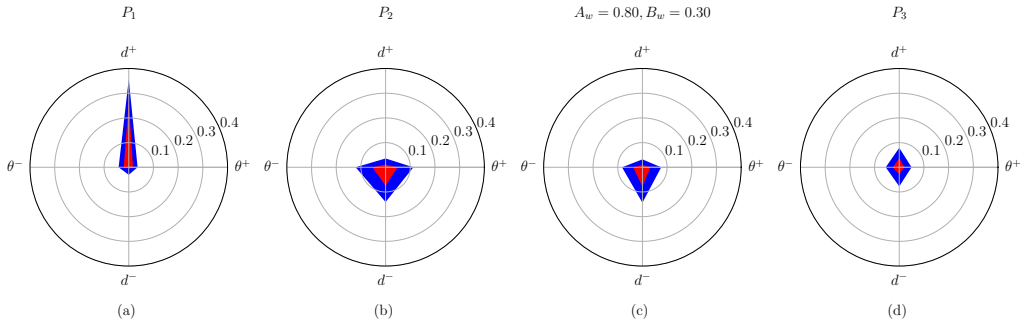 P₁ P₂ A_w = 0.80, B_w = 0.30 P₃
d⁺ d⁺ d⁺ d⁺
0.4 0.4 0.4 0.4
0.3 0.3 0.3 0.3
0.2 0.2 0.2 0.2
0.1 0.1 0.1 0.1
θ⁻ θ⁺ θ⁻ θ⁺ θ⁻ θ⁺ θ⁻ θ⁺
d⁻ d⁻ d⁻ d⁻
(a) (b) (c) (d)